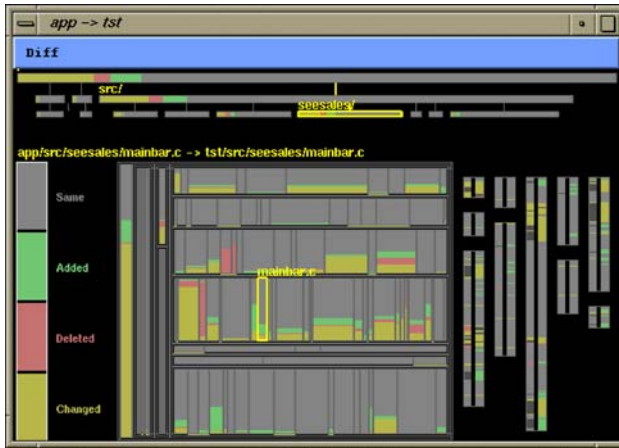 app -> tst
Diff
src/
seesales/
app/src/seesales/mainbar.c -> tst/src/seesales/mainbar.c
Same
Added
mainbar.c
Deleted
Changed